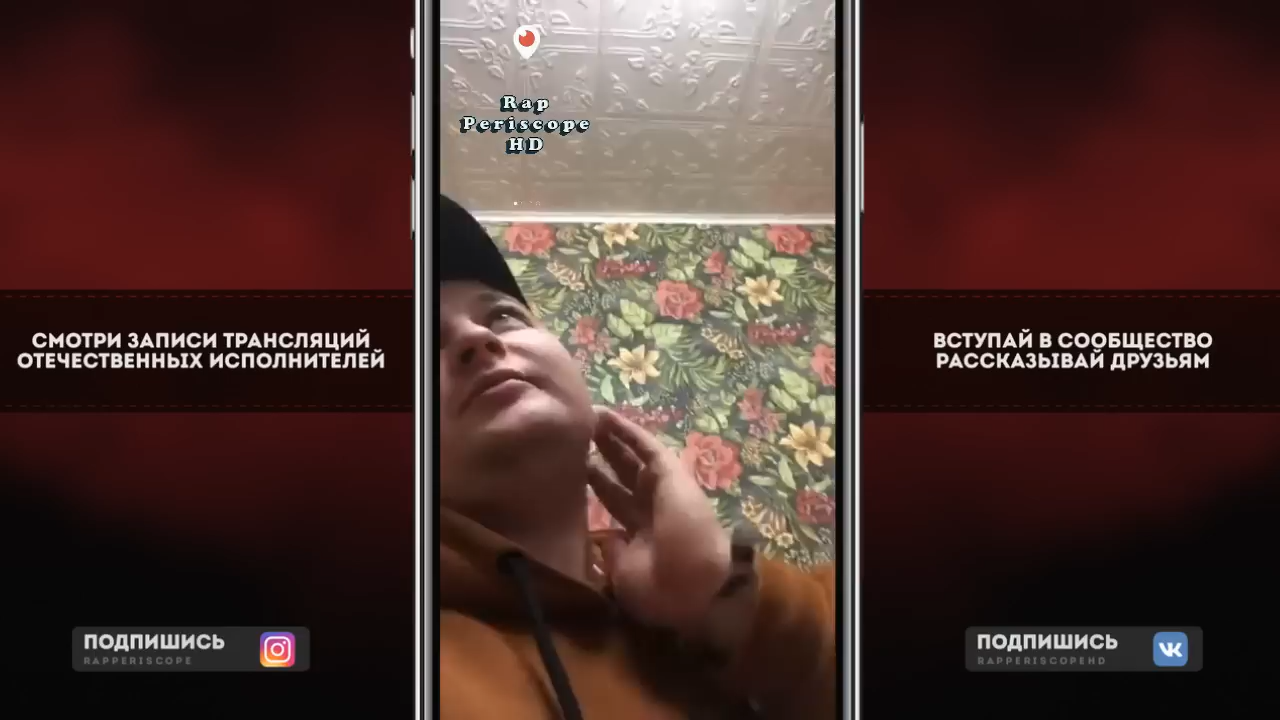 Rap
Periscope
HD
СМОТРИ ЗАПИСИ ТРАНСЛЯЦИЙ
ОТЕЧЕСТВЕННЫХ ИСПОЛНИТЕЛЕЙ
ВСТУПАЙ В СООБЩЕСТВО
РАССКАЗЫВАЙ ДРУЗЬЯМ
ПОДПИШИСЬ
RAPPERISCOPE
ПОДПИШИСЬ
RAPPERISCOPEHD